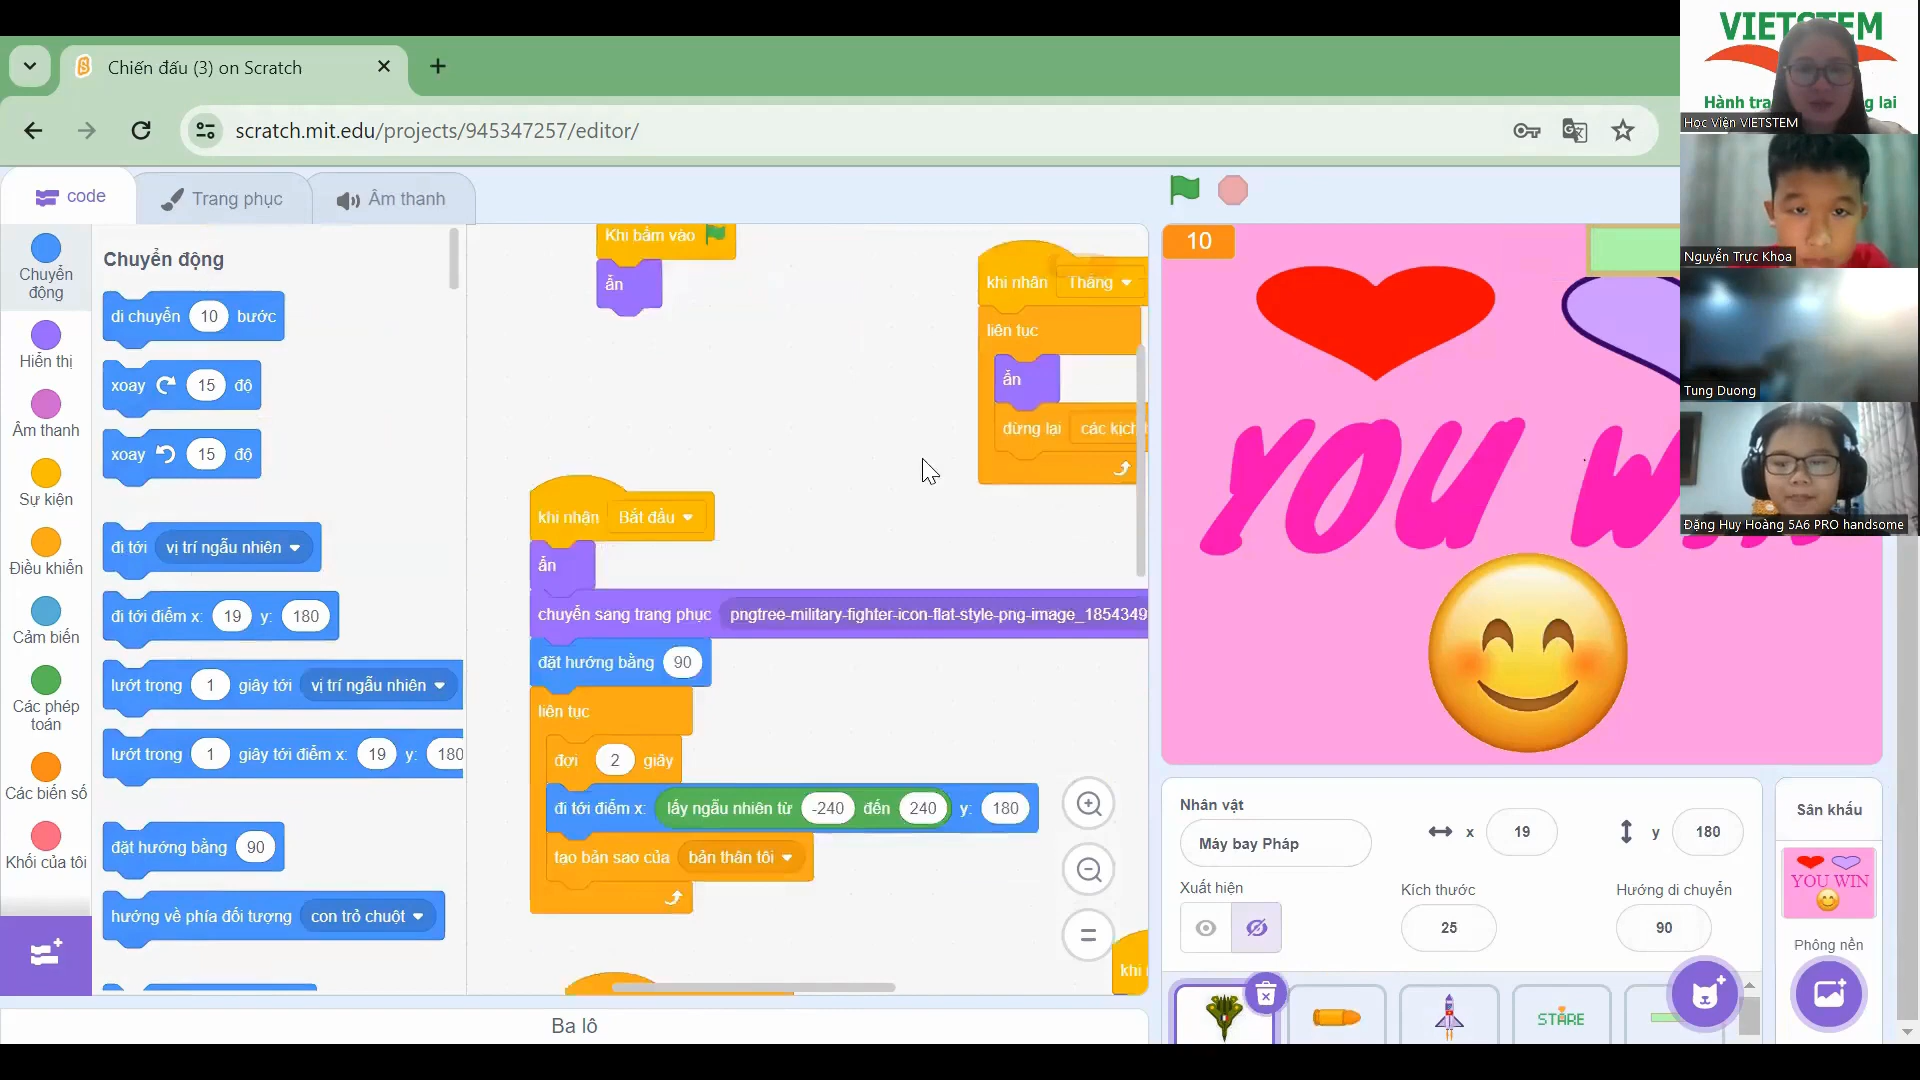 Chiến đấu (3) on Scratch
scratch.mit.edu/projects/945347257/editor/
code
Trang phục
Âm thanh
Chuyển động
Hiển thị
Âm thanh
Sự kiện
Điều khiển
Cảm biến
Các phép toán
Các biến số
Khối của tôi
Chuyển động
di chuyển 10 bước
xoay 15 độ
xoay 15 độ
đi tới vị trí ngẫu nhiên
đi tới điểm x: 19 y: 180
lướt trong 1 giây tới vị trí ngẫu nhiên
lướt trong 1 giây tới điểm x: 19 y: 180
đặt hướng bằng 90
hướng về phía đối tượng con trỏ chuột
Khi bấm vào
ẩn
khi nhận Thắng
liên tục
ẩn
dừng lại các kịch
khi nhận Bắt đầu
ẩn
chuyển sang trang phục pngtree-military-fighter-icon-flat-style-png-image_1854349
đặt hướng bằng 90
liên tục
đợi 2 giây
đi tới điểm x: lấy ngẫu nhiên từ -240 đến 240 y: 180
tạo bản sao của bản thân tôi
khi
Ba lô
10
YOU W
Nhân vật
Máy bay Pháp
x 19
y 180
Xuất hiện
Kích thước
25
Hướng di chuyển
90
STARE
Sân khấu
YOU WIN
Phông nền
VIETSTEM
Hành tra g lai
Học Viện VIETSTEM
Nguyễn Trực Khoa
Tung Duong
Đặng Huy Hoàng 5A6 PRO handsome